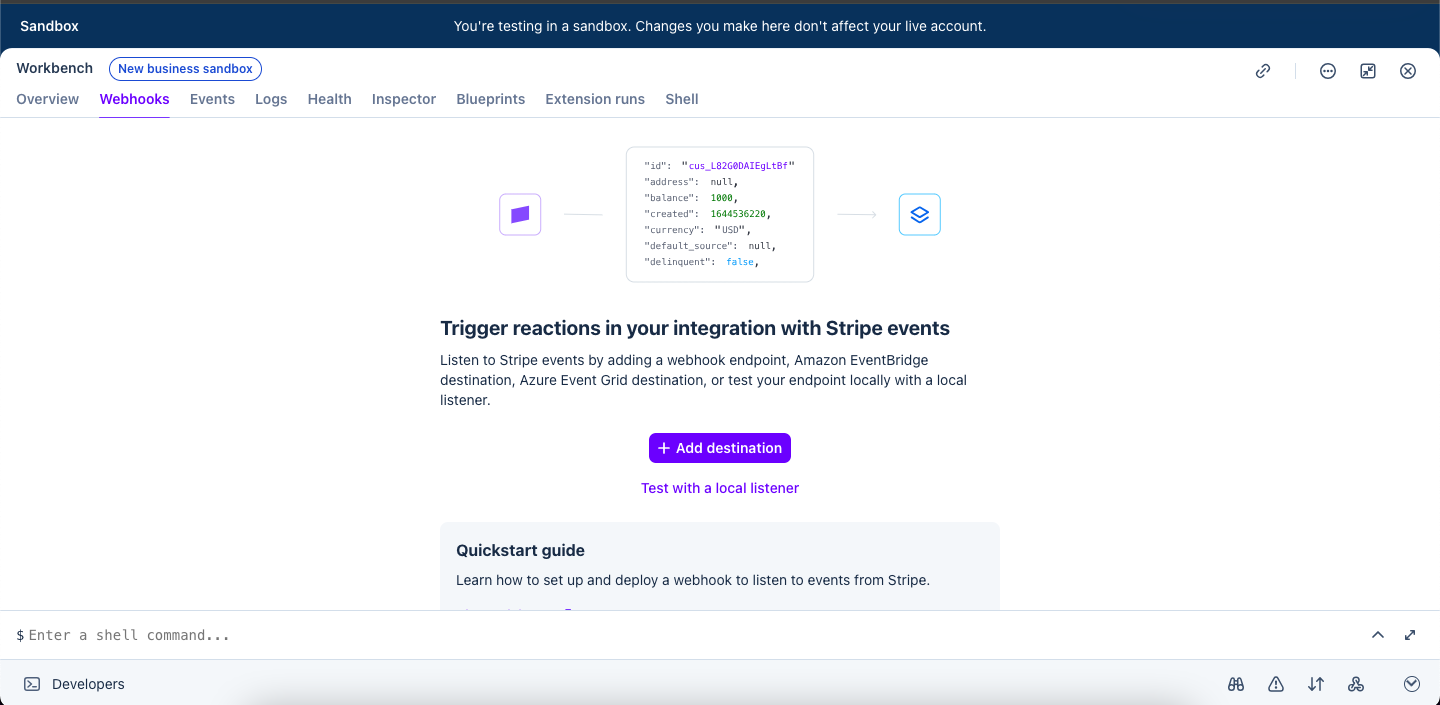 Sandbox
You're testing in a sandbox. Changes you make here don't affect your live account.
Workbench
New business sandbox
Overview
Webhooks
Events
Logs
Health
Inspector
Blueprints
Extension runs
Shell
"id": "cus_L82G0DAIEgLtBf"
"address": null,
"balance": 1000,
"created": 1644536220,
"currency": "USD",
"default_source": null,
"delinquent": false,
Trigger reactions in your integration with Stripe events
Listen to Stripe events by adding a webhook endpoint, Amazon EventBridge
destination, Azure Event Grid destination, or test your endpoint locally with a local
listener.
+ Add destination
Test with a local listener
Quickstart guide
Learn how to set up and deploy a webhook to listen to events from Stripe.
$ Enter a shell command...
Developers